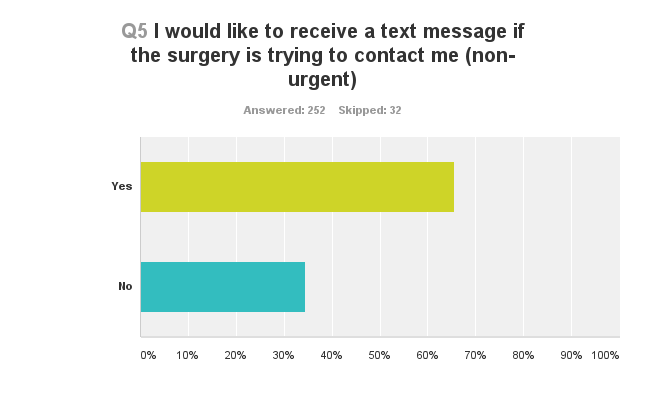 Q5 I would like to receive a text message if
the surgery is trying to contact me (non-
urgent)
Answered: 252 Skipped: 32
Yes
No
0% 10% 20% 30% 40% 50% 60% 70% 80% 90% 100%